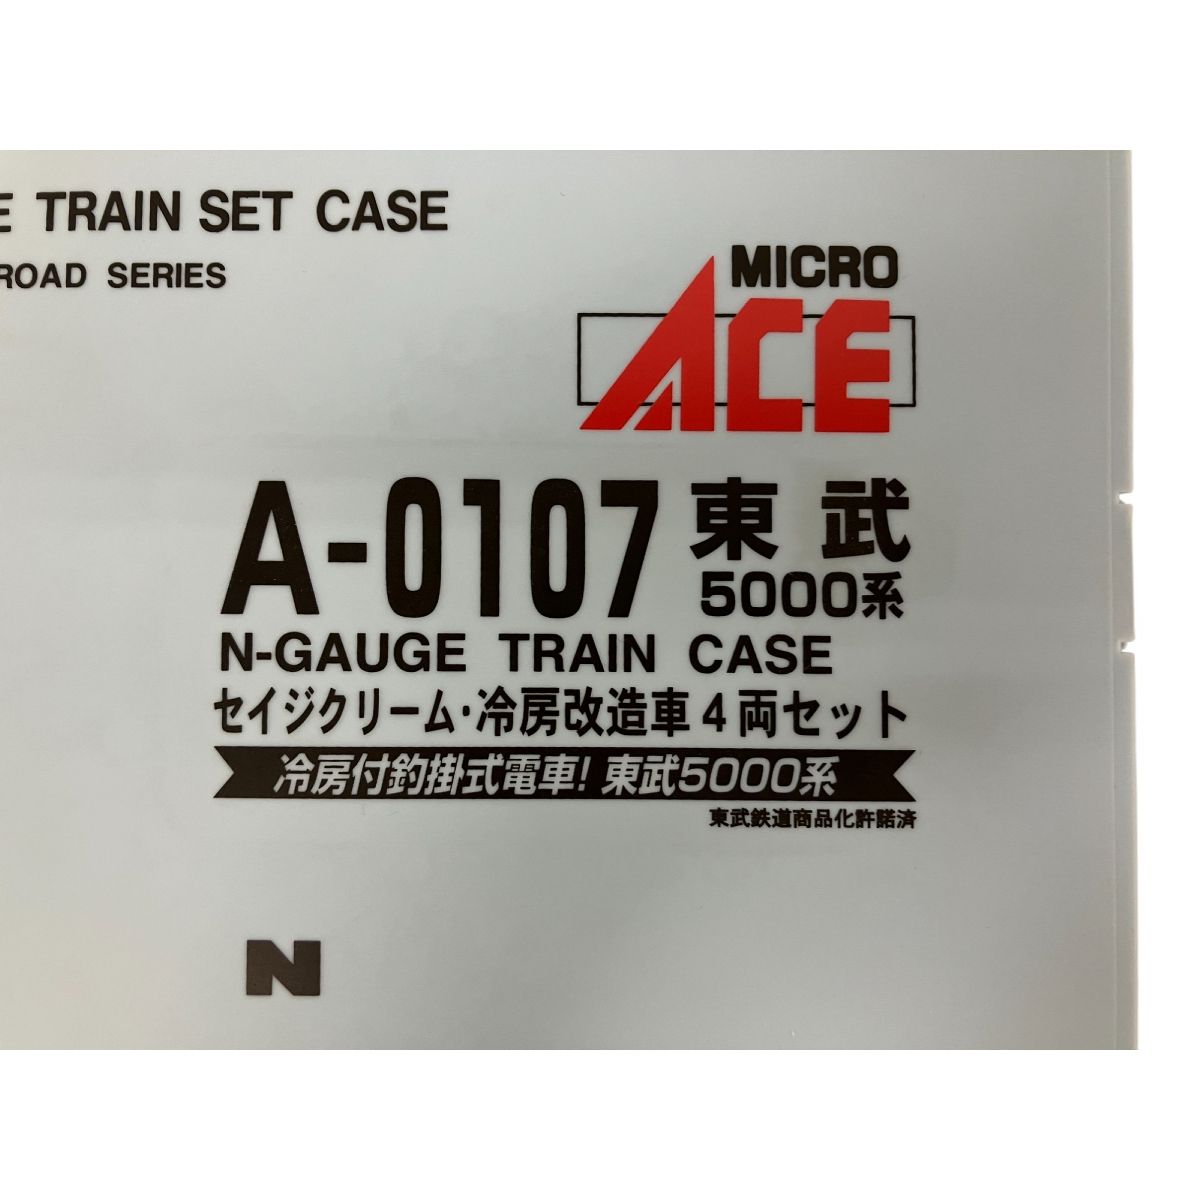 E TRAIN SET CASE
ROAD SERIES
MICRO
ACE
A-0107 東武
5000系
N-GAUGE TRAIN CASE
セイジクリーム・冷房改造車4両セット
冷房付釣掛式電車! 東武5000系
東武鉄道商品化許諾済
N